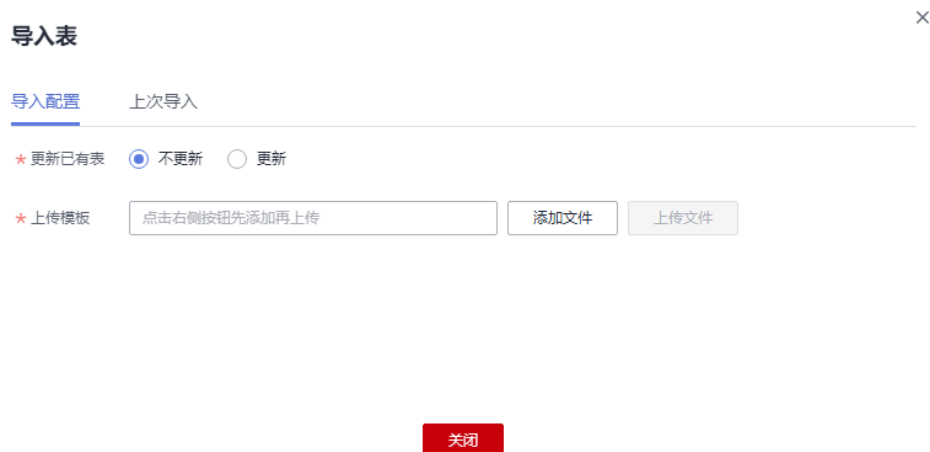 导入表
导入配置 上次导入
* 更新已有表 不更新 更新
* 上传模板 点击右侧按钮先添加再上传 添加文件 上传文件
关闭